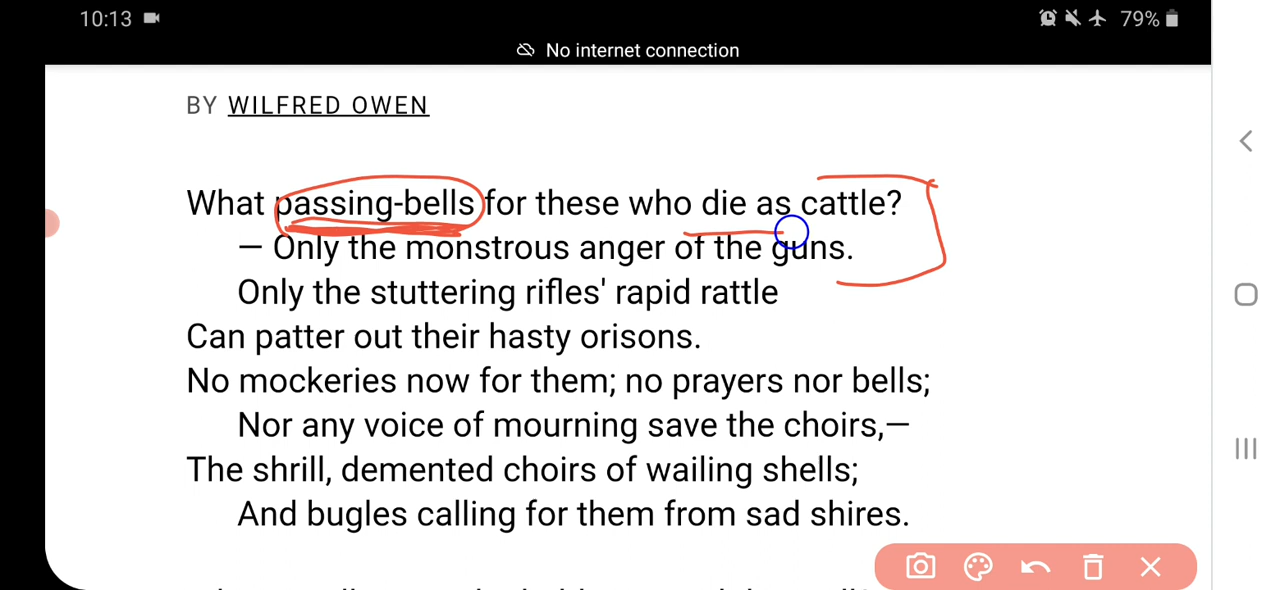 10:13
79%
No internet connection
BY WILFRED OWEN
What passing-bells for these who die as cattle?
— Only the monstrous anger of the guns.
Only the stuttering rifles' rapid rattle
Can patter out their hasty orisons.
No mockeries now for them; no prayers nor bells;
Nor any voice of mourning save the choirs,—
The shrill, demented choirs of wailing shells;
And bugles calling for them from sad shires.